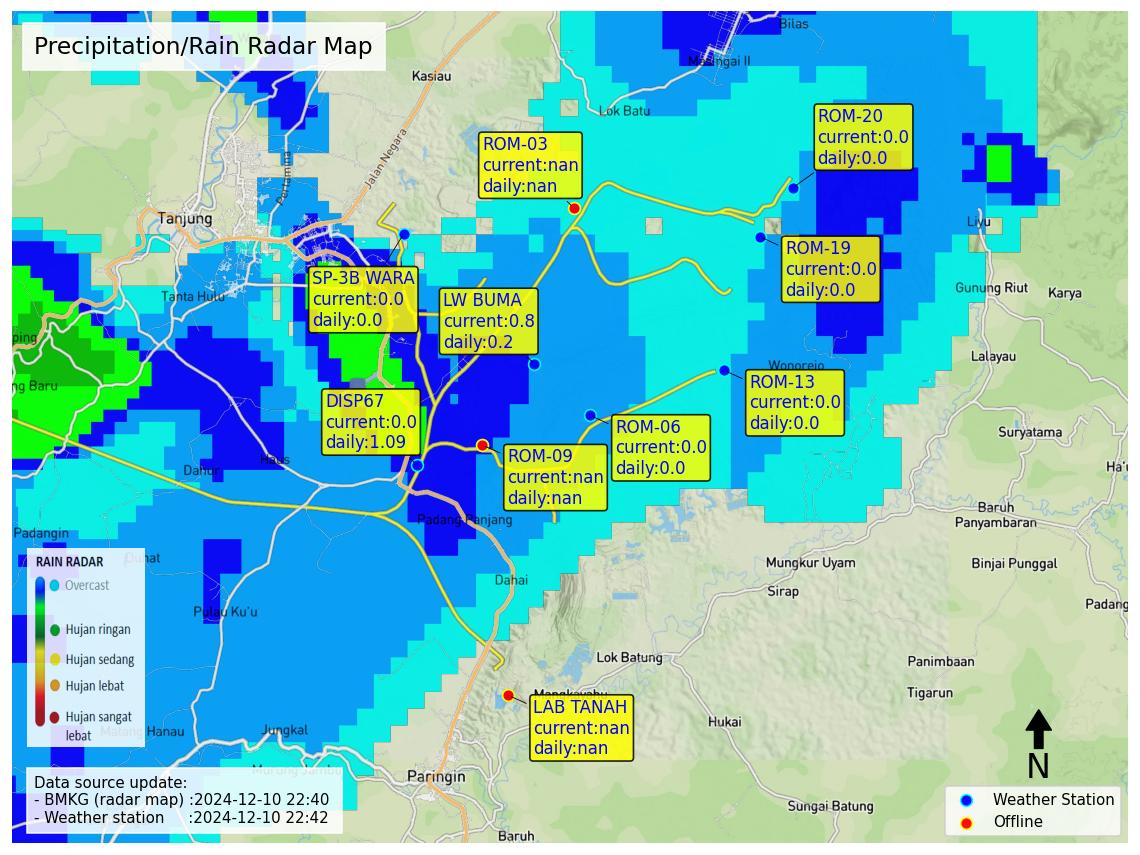 Precipitation/Rain Radar Map
Bilas
Masingai II
Kasiau
Lok Batu
Jalan Negara
Pertamina
ROM-20
current:0.0
daily:0.0
ROM-03
current:nan
daily:nan
Tanjung
Liyu
ROM-19
current:0.0
daily:0.0
SP-3B WARA
current:0.0
daily:0.0
LW BUMA
current:0.8
daily:0.2
Tanta Hulu
Gunung Riut
Karya
ping
Lalayau
Wonorejo
ng Baru
ROM-13
current:0.0
daily:0.0
DISP67
current:0.0
daily:1.09
ROM-06
current:0.0
daily:0.0
Suryatama
ROM-09
current:nan
daily:nan
Haus
Dahur
Ha'u
Baruh
Panyambaran
Padang Panjang
Padangin
Mungkur Uyam
Binjai Punggal
Dahai
Sirap
Padang
Pulau Ku'u
RAIN RADAR
Overcast
Hujan ringan
Hujan sedang
Hujan lebat
Hujan sangat
lebat
Lok Batung
Panimbaan
Tigarun
LAB TANAH
current:nan
daily:nan
Hukai
Matang Hanau
Jungkal
Murung Jambu
Paringin
Sungai Batung
Baruh
Data source update:
- BMKG (radar map) :2024-12-10 22:40
- Weather station :2024-12-10 22:42
N
Weather Station
Offline